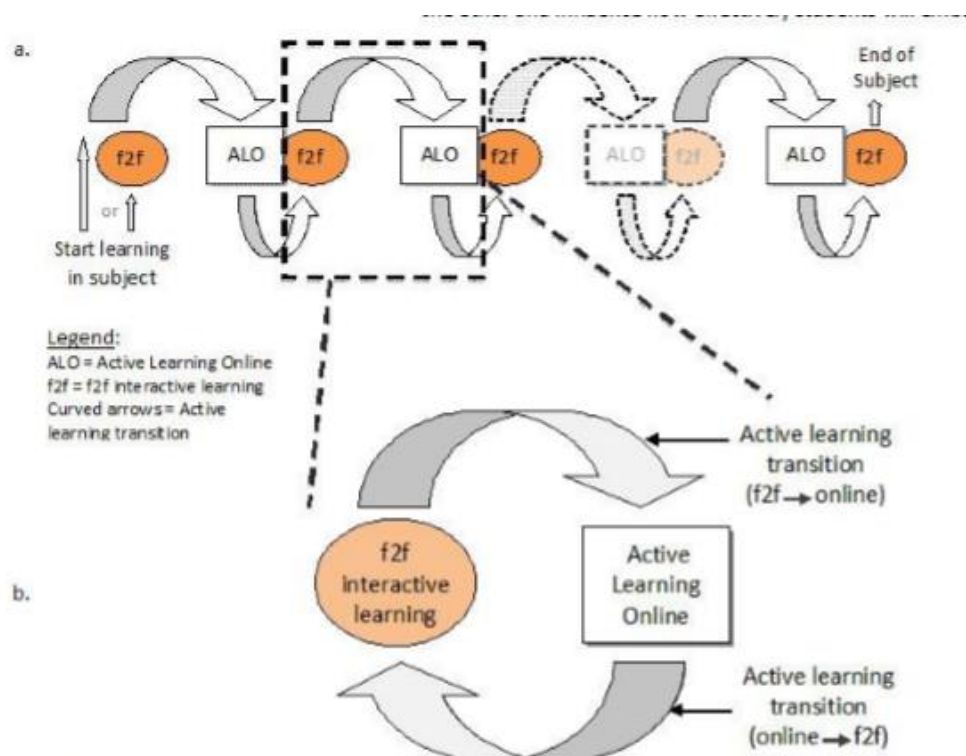 a.
End of
Subject
f2f
ALO
f2f
ALO
f2f
ALO
f2f
ALO
f2f
or
Start learning
in subject
Legend:
ALO = Active Learning Online
f2f = f2f interactive learning
Curved arrows = Active
learning transition
Active learning
transition
(f2f → online)
f2f
interactive
learning
Active
Learning
Online
b.
Active learning
transition
(online → f2f)